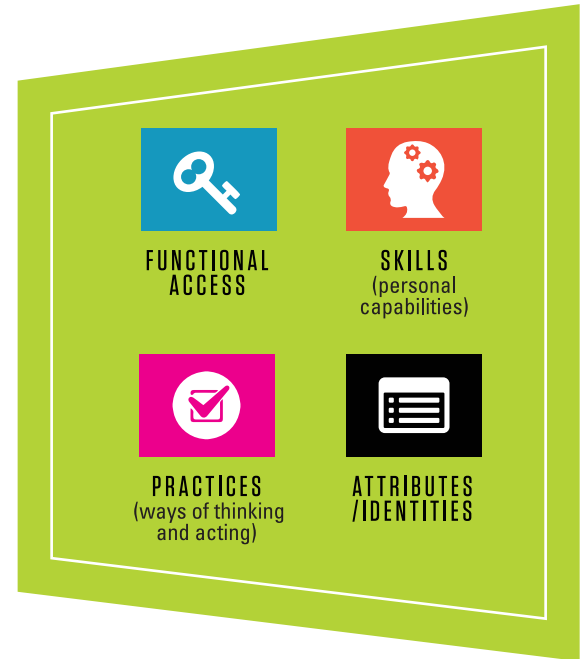 FUNCTIONAL
ACCESS
SKILLS
(personal
capabilities)
PRACTICES
(ways of thinking
and acting)
ATTRIBUTES
/IDENTITIES